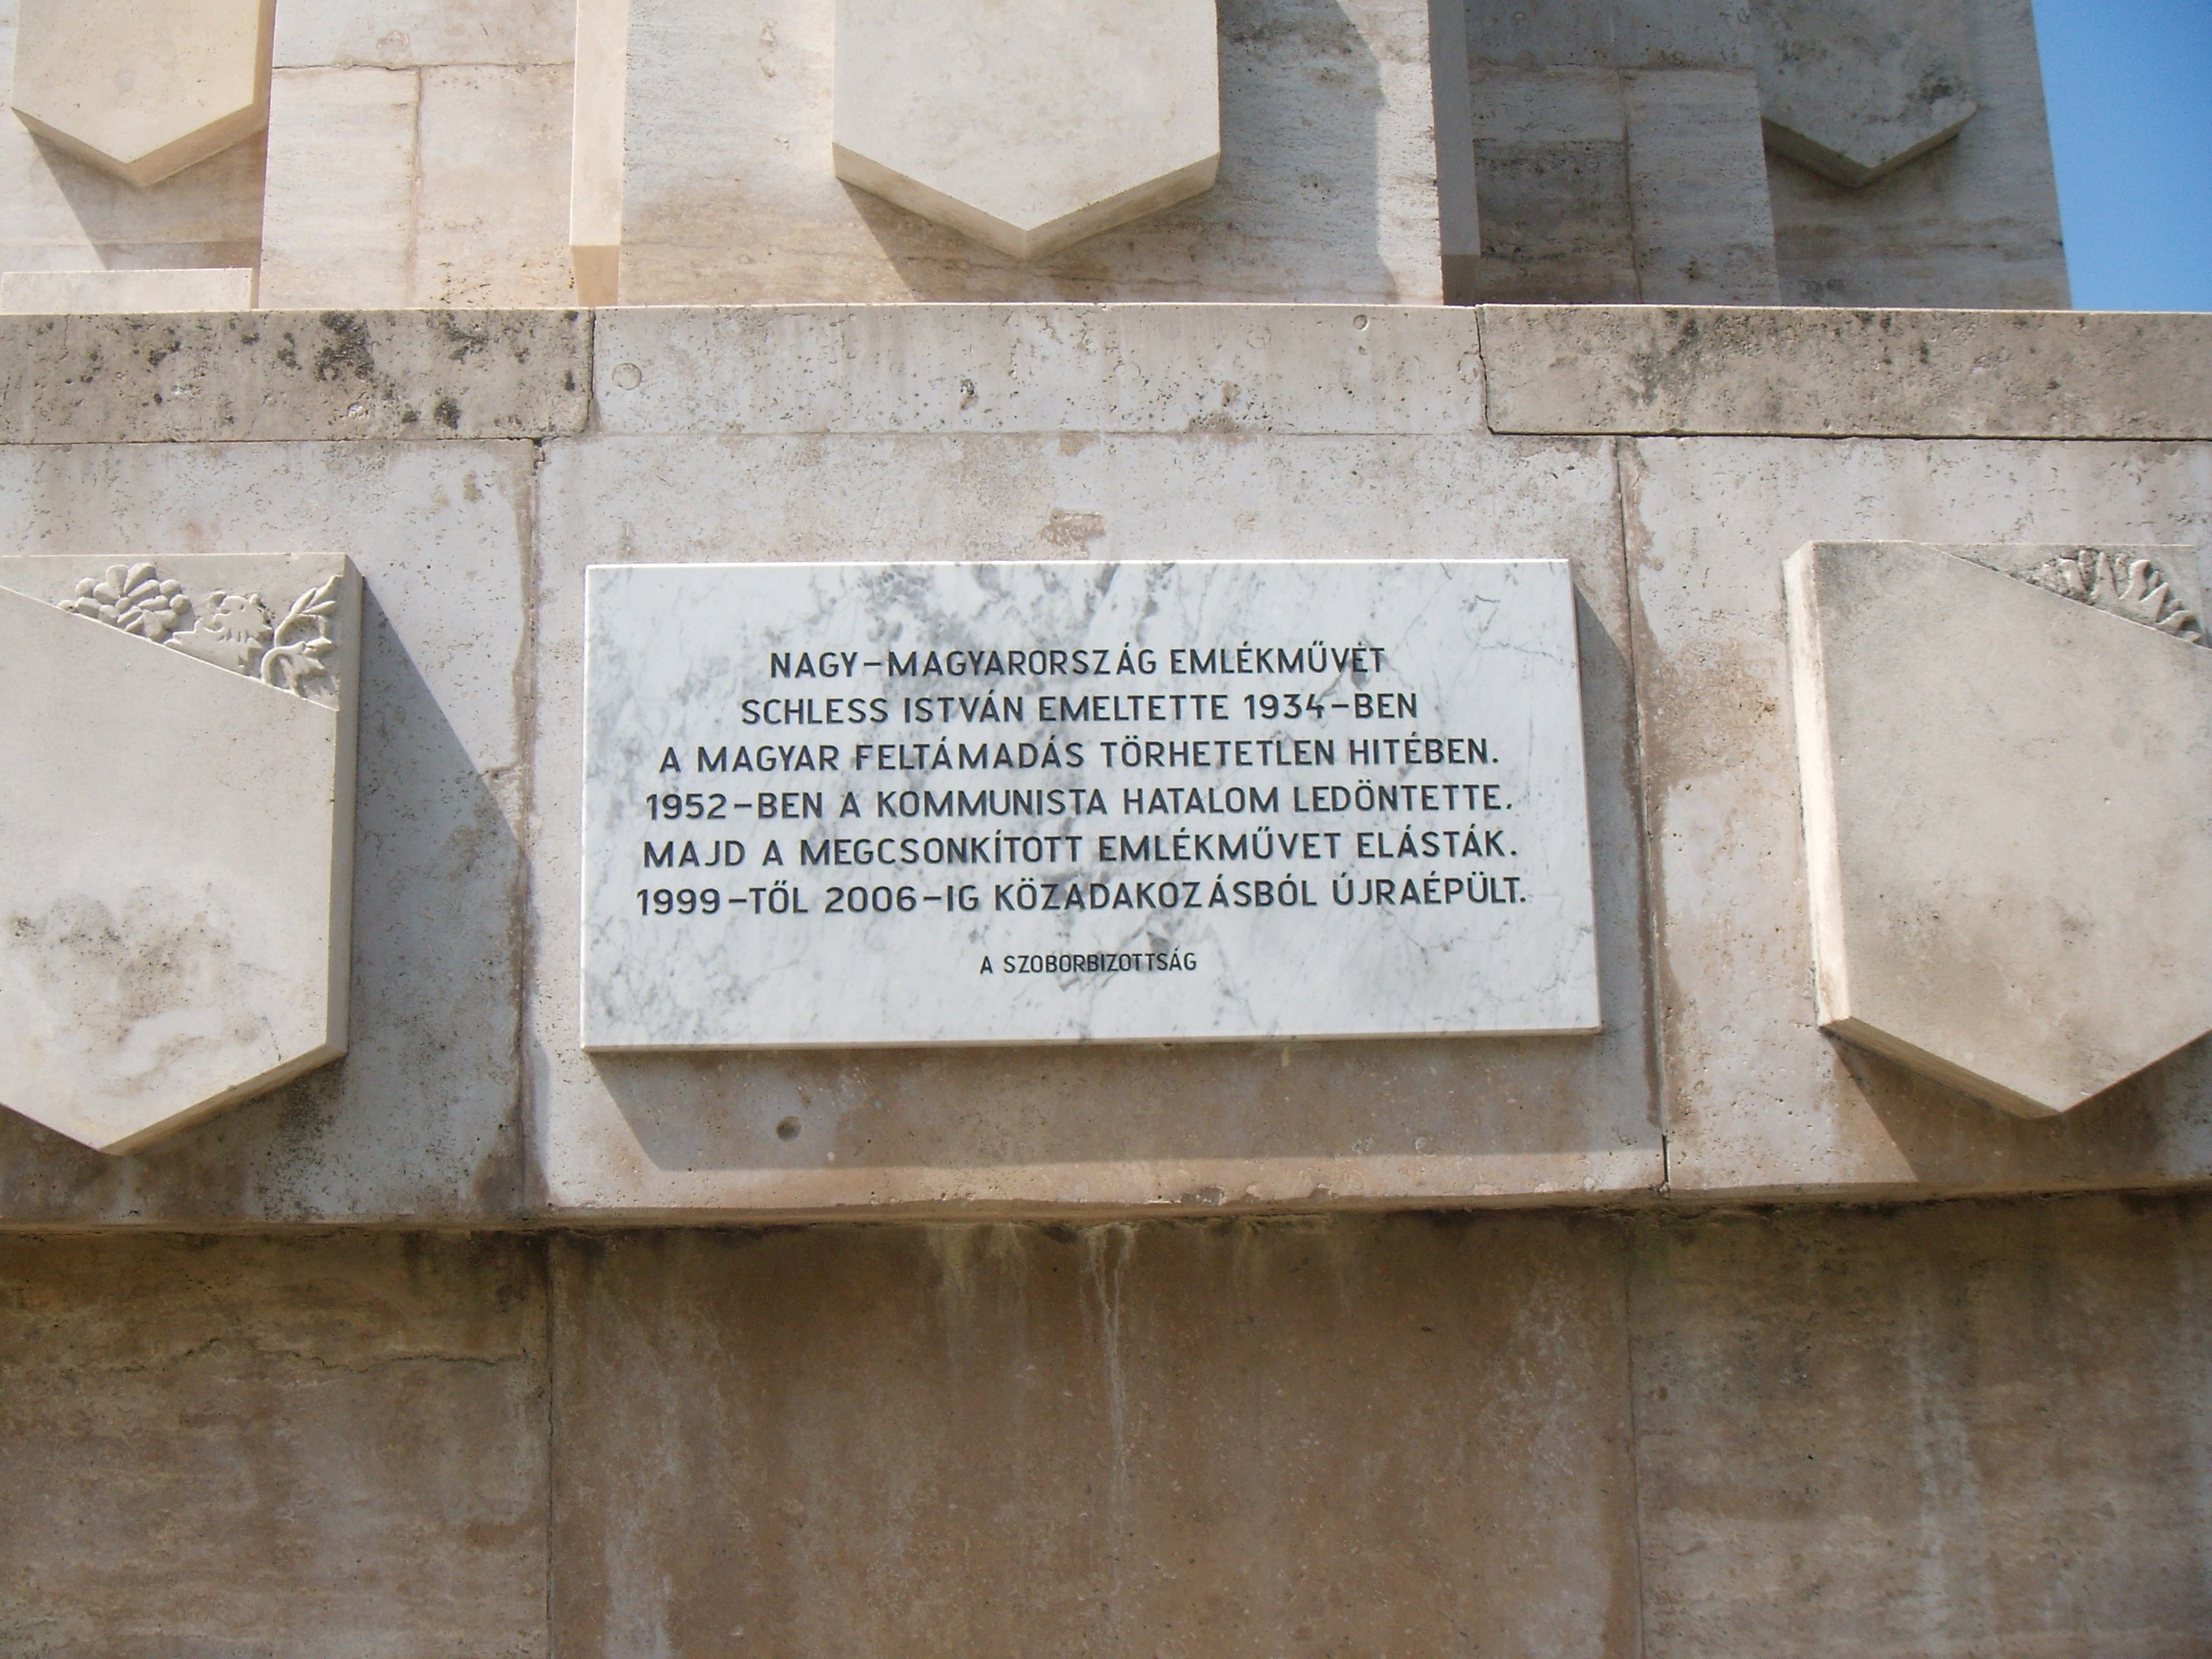 NAGY-MAGYARORSZÁG EMLÉKMŰVÉT
SCHLESS ISTVÁN EMELTETTE 1934-BEN
A MAGYAR FELTÁMADÁS TÖRHETETLEN HITÉBEN.
1952-BEN A KOMMUNISTA HATALOM LEDÖNTETTE,
MAJD A MEGCSONKÍTOTT EMLÉKMŰVET ELÁSTÁK.
1999-TŐL 2006-IG KÖZADAKOZÁSBÓL ÚJRAÉPÜLT.
A SZOBORBIZOTTSÁG